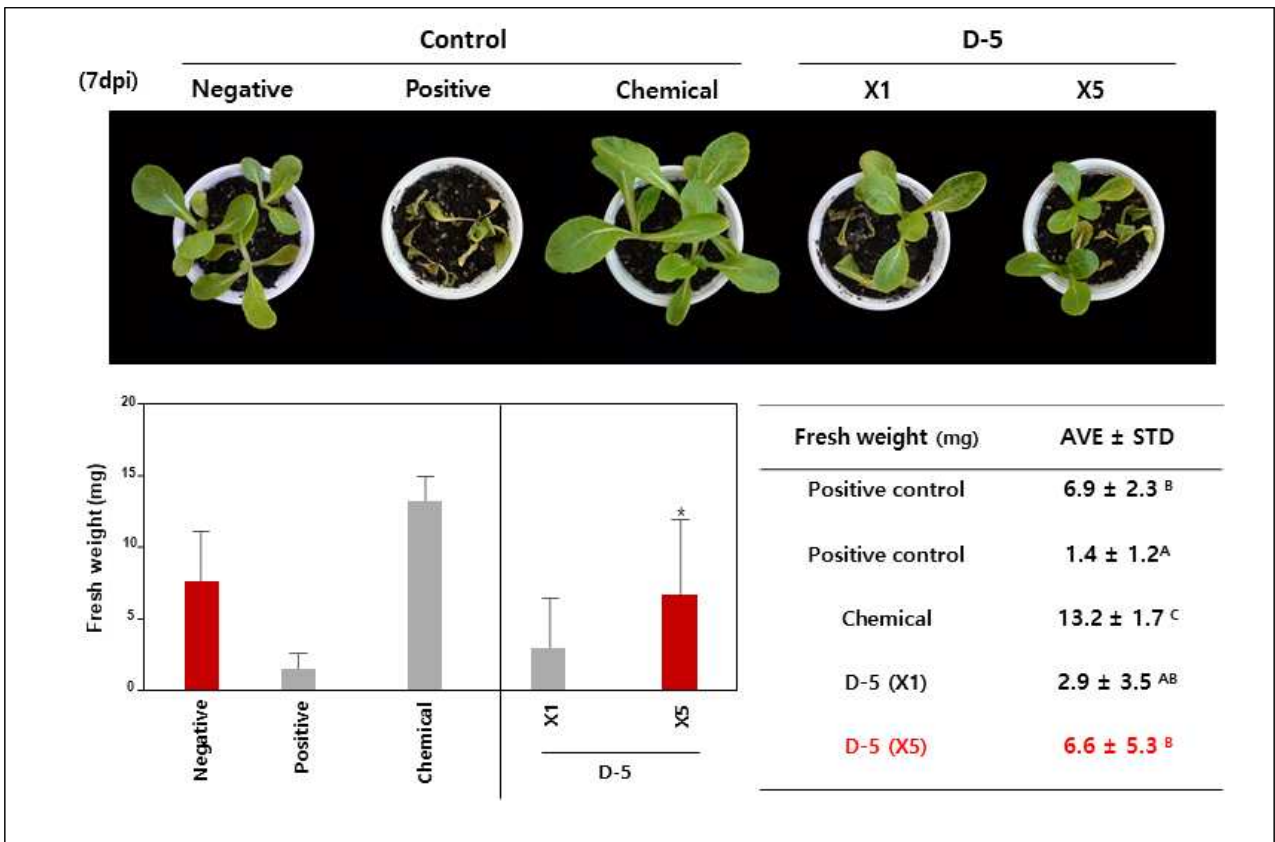 Control D-5
(7dpi) Negative Positive Chemical X1 X5
20
15
10
5
0
Fresh weight (mg)
Negative
Positive
Chemical
X1
*
X5
D-5
Fresh weight (mg) AVE ± STD
Positive control 6.9 ± 2.3 B
Positive control 1.4 ± 1.2A
Chemical 13.2 ± 1.7 C
D-5 (X1) 2.9 ± 3.5 AB
D-5 (X5) 6.6 ± 5.3 B